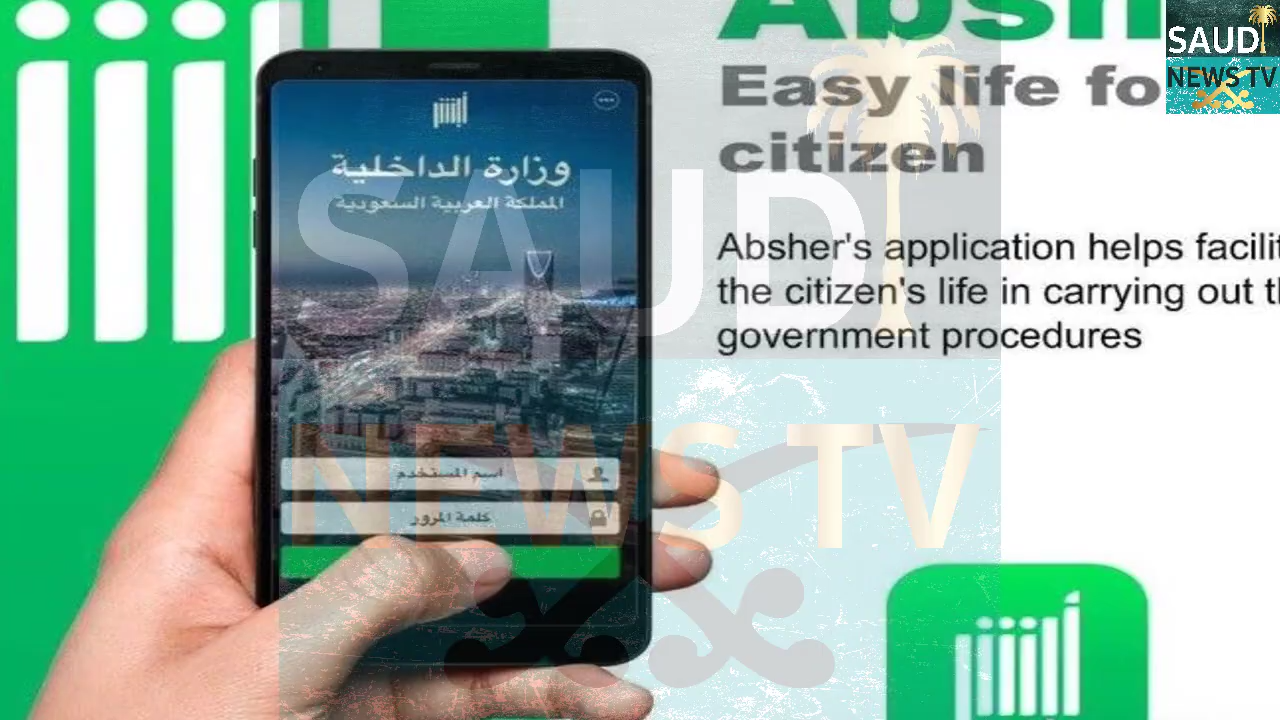 Absh
Easy life fo
citizen
Absher's application helps facilit
the citizen's life in carrying out t
government procedures
أبشر
وزارة الداخلية
المملكة العربية السعودية
اسم المستخدم
كلمة المرور
SAUDI
NEWS TV
SAUDI
NEWS TV